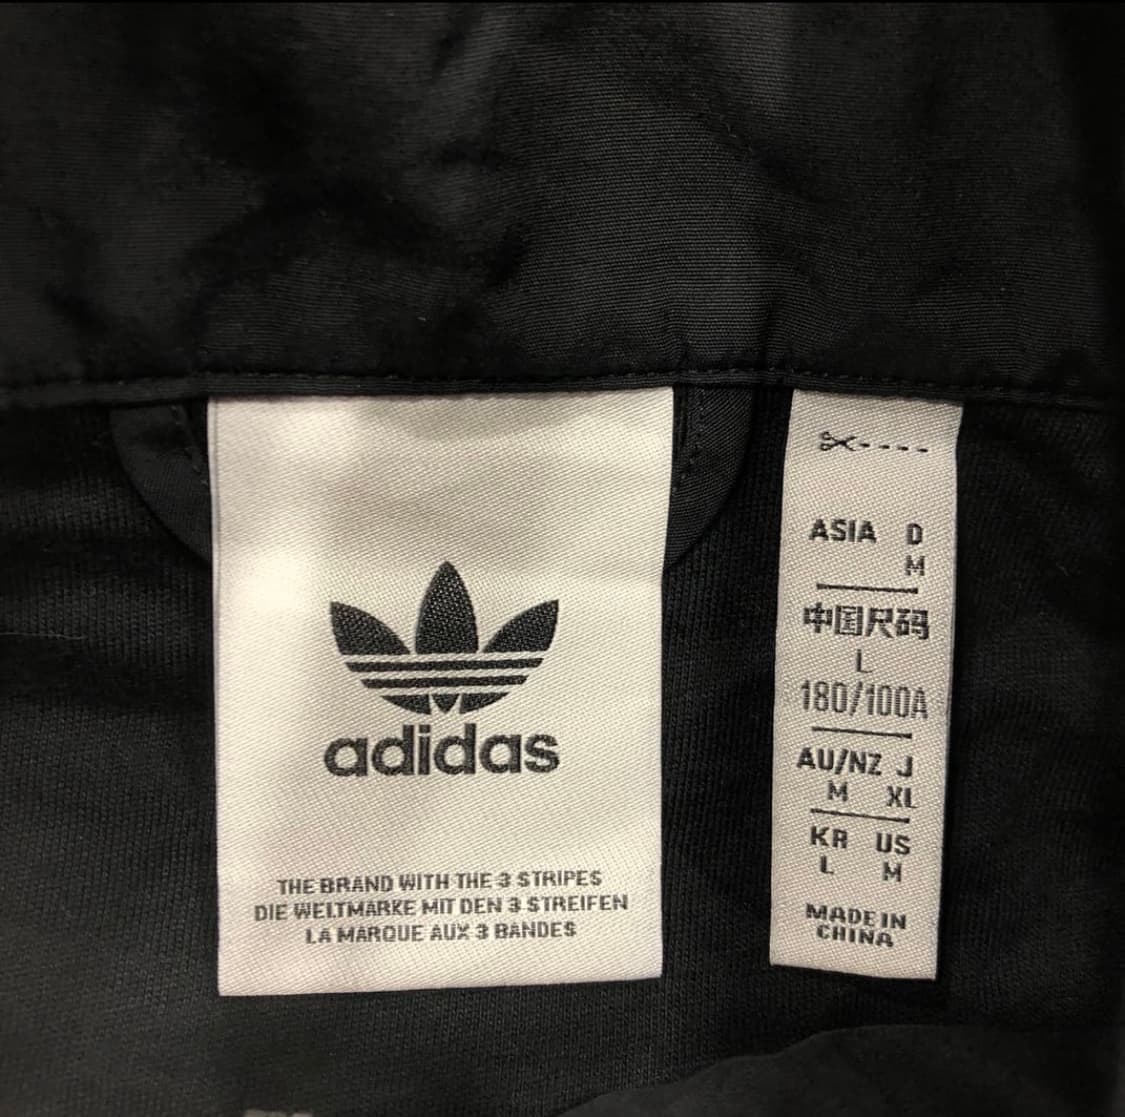 adidas
THE BRAND WITH THE 3 STRIPES
DIE WELTMARKE MIT DEN 3 STREIFEN
LA MARQUE AUX 3 BANDES
ASIA D
M
中国尺码
L
180/100A
AU/NZ J
M XL
KR US
L M
MADE IN
CHINA